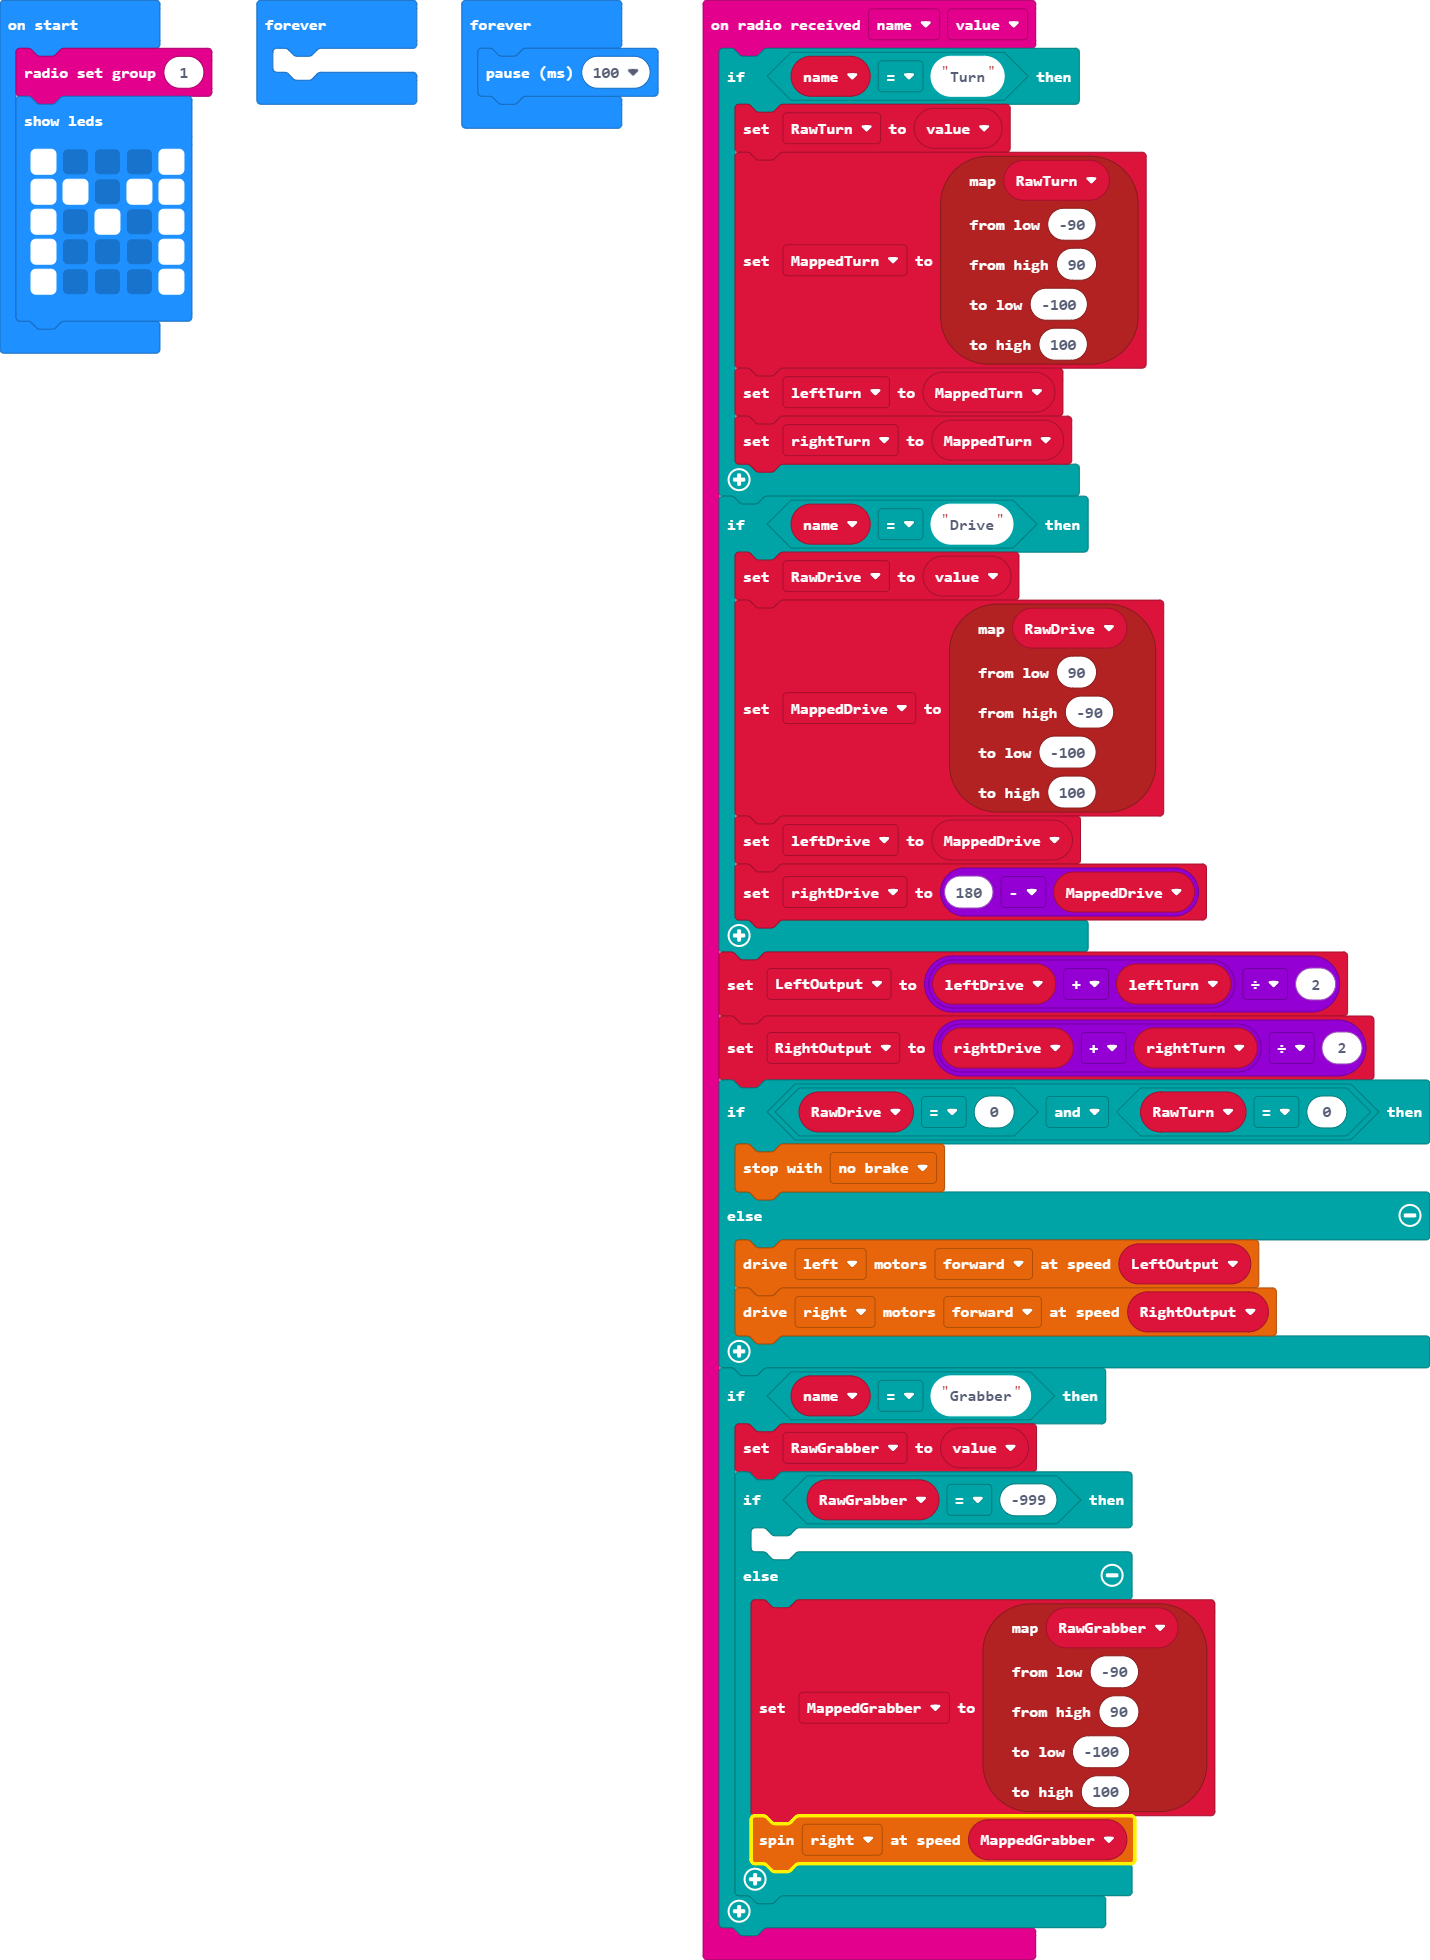 on start
radio set group 1
show leds
forever
forever
pause (ms) 100
on radio received name value
if name = "Turn" then
set RawTurn to value
set MappedTurn to map RawTurn
from low -90
from high 90
to low -100
to high 100
set leftTurn to MappedTurn
set rightTurn to MappedTurn
if name = "Drive" then
set RawDrive to value
set MappedDrive to map RawDrive
from low 90
from high -90
to low -100
to high 100
set leftDrive to MappedDrive
set rightDrive to 180 - MappedDrive
set LeftOutput to leftDrive + leftTurn ÷ 2
set RightOutput to rightDrive + rightTurn ÷ 2
if RawDrive = 0 and RawTurn = 0 then
stop with no brake
else
drive left motors forward at speed LeftOutput
drive right motors forward at speed RightOutput
if name = "Grabber" then
set RawGrabber to value
if RawGrabber = -999 then
else
set MappedGrabber to map RawGrabber
from low -90
from high 90
to low -100
to high 100
spin right at speed MappedGrabber